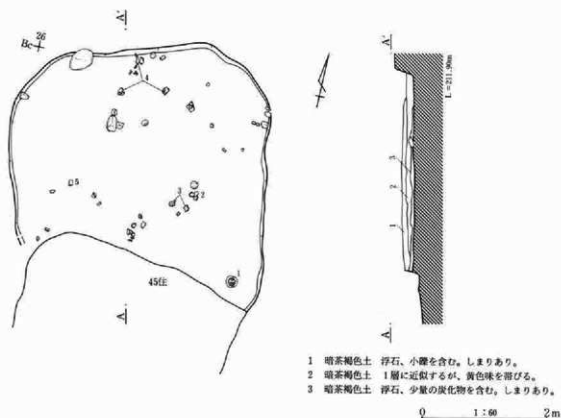 A'
A'
26
Bc
4
L=211.90m
3
5
3
2
2
1
45住
1
A
A
1 暗茶褐色土 浮石、小礫を含む。しまりあり。
2 暗茶褐色土 1層に近似するが、黄色味を帯びる。
3 暗茶褐色土 浮石、少量の炭化物を含む。しまりあり。
0 1:60 2m